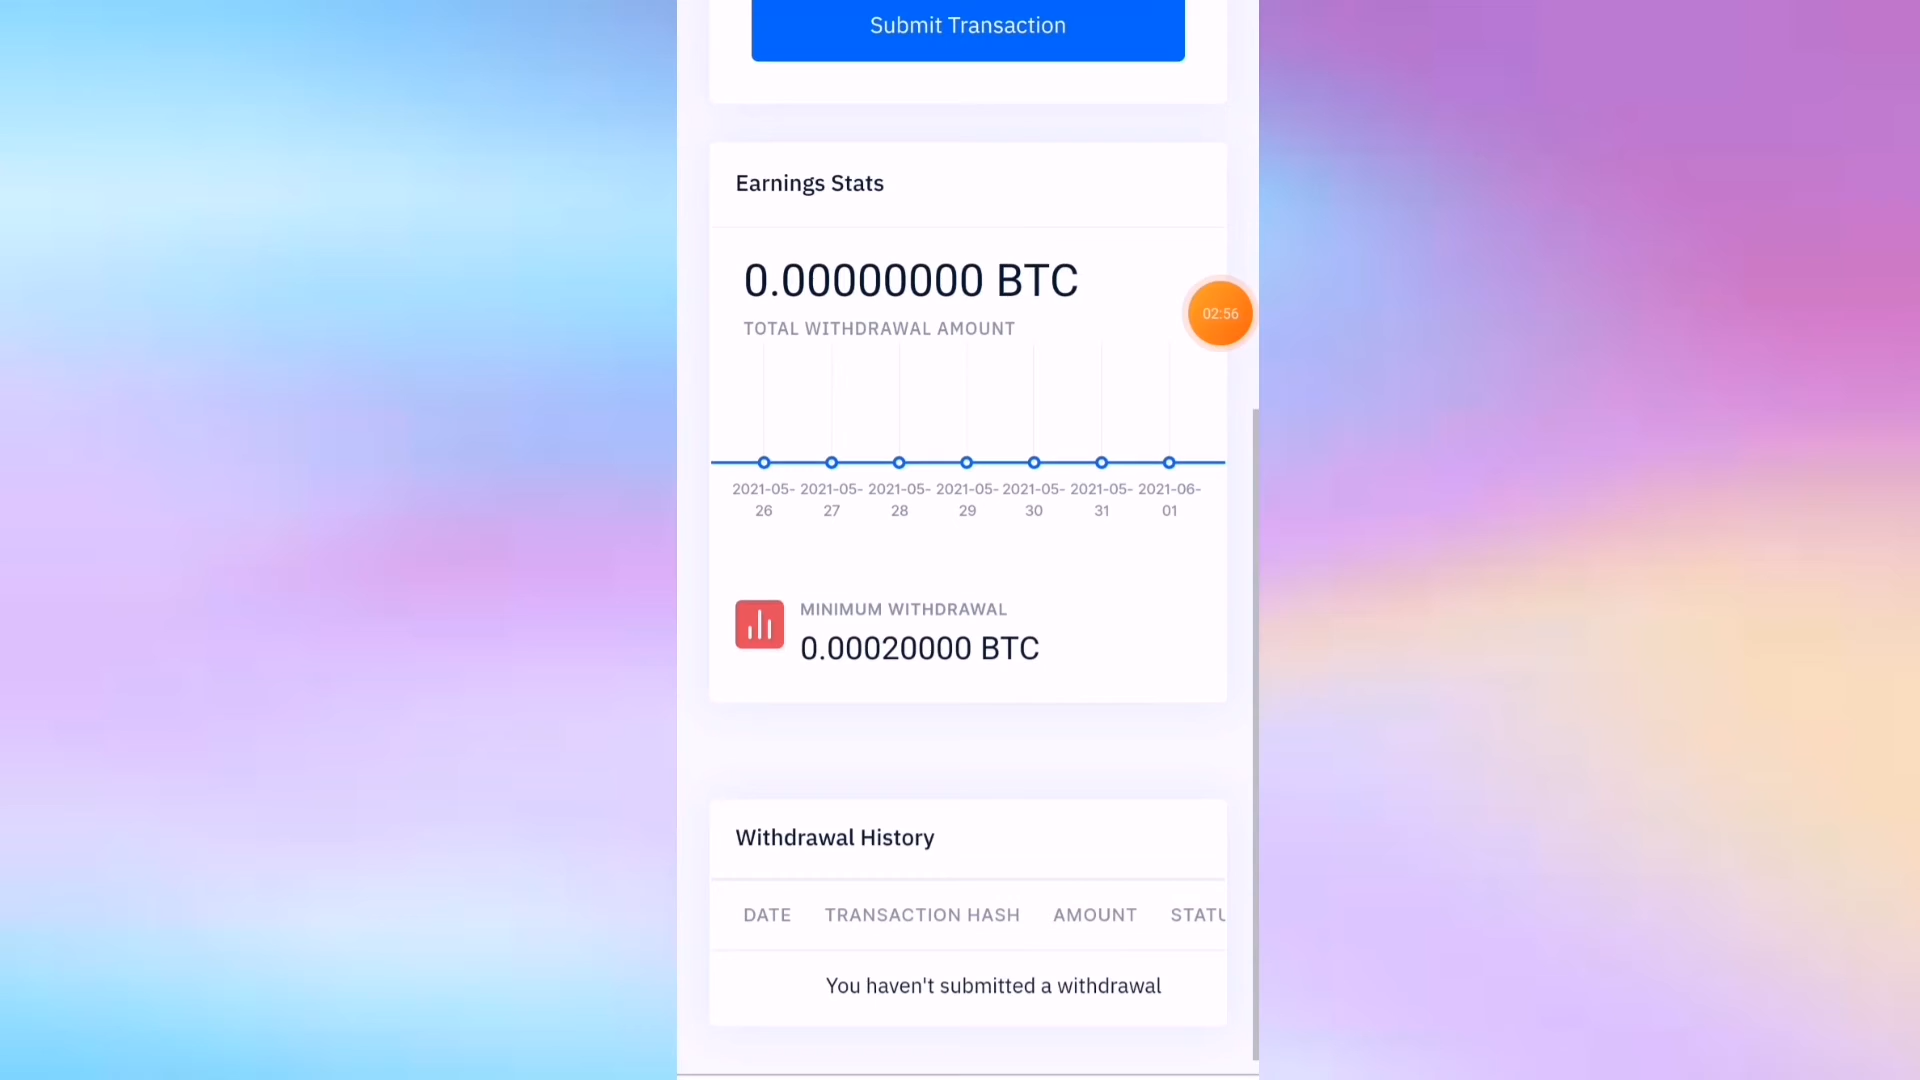 Submit Transaction
Earnings Stats
0.00000000 BTC
02:56
TOTAL WITHDRAWAL AMOUNT
2021-05- 2021-05- 2021-05- 2021-05- 2021-05- 2021-05- 2021-06-
26 27 28 29 30 31 01
MINIMUM WITHDRAWAL
0.00020000 BTC
Withdrawal History
DATE TRANSACTION HASH AMOUNT STATU
You haven't submitted a withdrawal